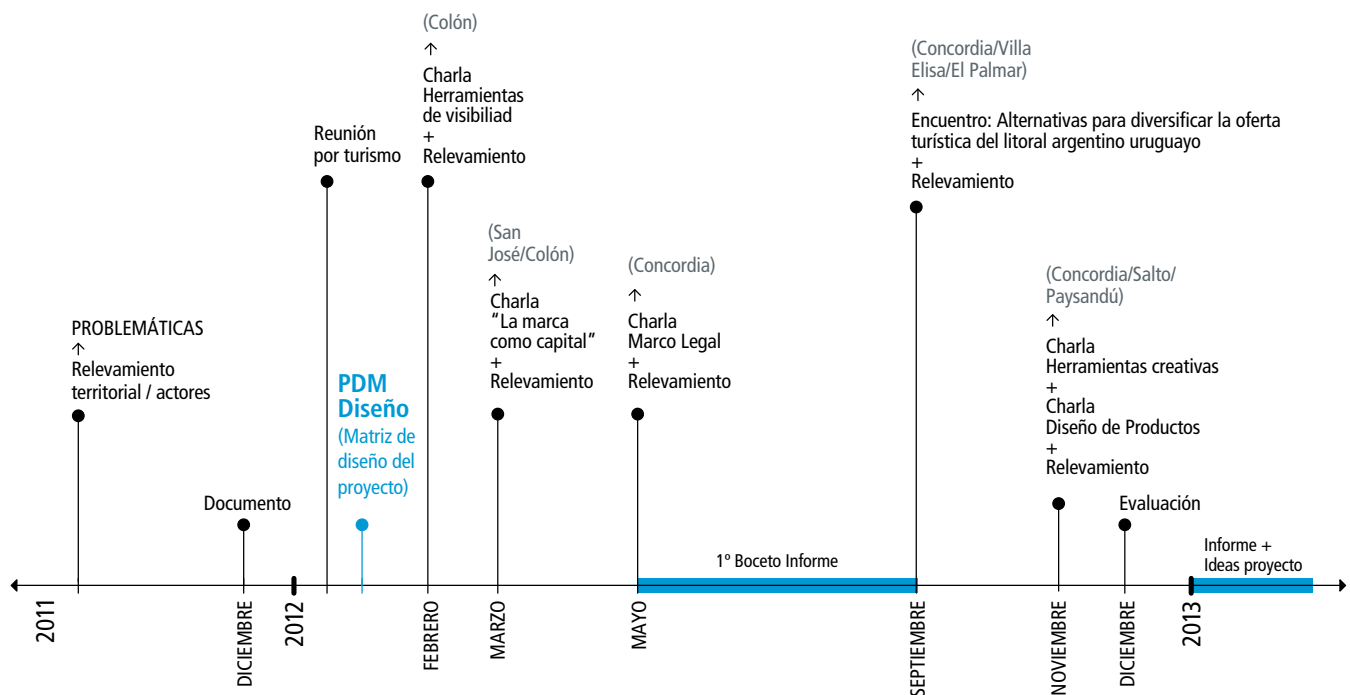 PROBLEMÁTICAS
↑
Relevamiento
territorial / actores
Documento
Reunión
por turismo
PDM
Diseño
(Matriz de
diseño del
proyecto)
(Colón)
↑
Charla
Herramientas
de visibiliad
+
Relevamiento
(San
José/Colón)
↑
Charla
“La marca
como capital”
+
Relevamiento
(Concordia)
↑
Charla
Marco Legal
+
Relevamiento
1º Boceto Informe
(Concordia/Villa
Elisa/El Palmar)
↑
Encuentro: Alternativas para diversificar la oferta
turística del litoral argentino uruguayo
+
Relevamiento
(Concordia/Salto/
Paysandú)
↑
Charla
Herramientas creativas
+
Charla
Diseño de Productos
+
Relevamiento
Evaluación
Informe +
Ideas proyecto
2011
DICIEMBRE
2012
FEBRERO
MARZO
MAYO
SEPTIEMBRE
NOVIEMBRE
DICIEMBRE
2013